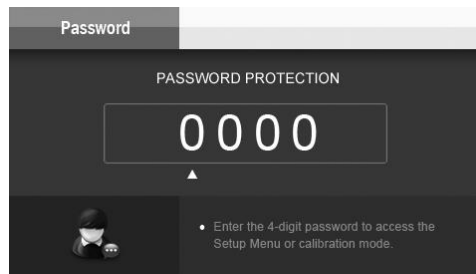 Password
PASSWORD PROTECTION
0000
Enter the 4-digit password to access the
Setup Menu or calibration mode.